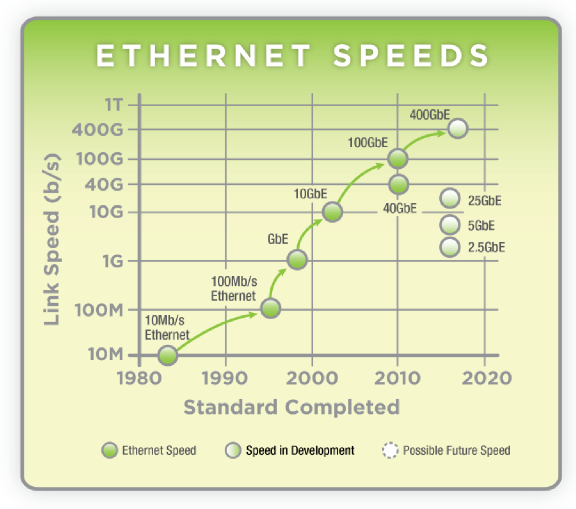 ETHERNET SPEEDS
Link Speed (b/s)
1T
400G
100G
40G
10G
1G
100M
10M
400GbE
100GbE
40GbE
10GbE
25GbE
5GbE
2.5GbE
GbE
100Mb/s
Ethernet
10Mb/s
Ethernet
1980 1990 2000 2010 2020
Standard Completed
Ethernet Speed Speed in Development Possible Future Speed